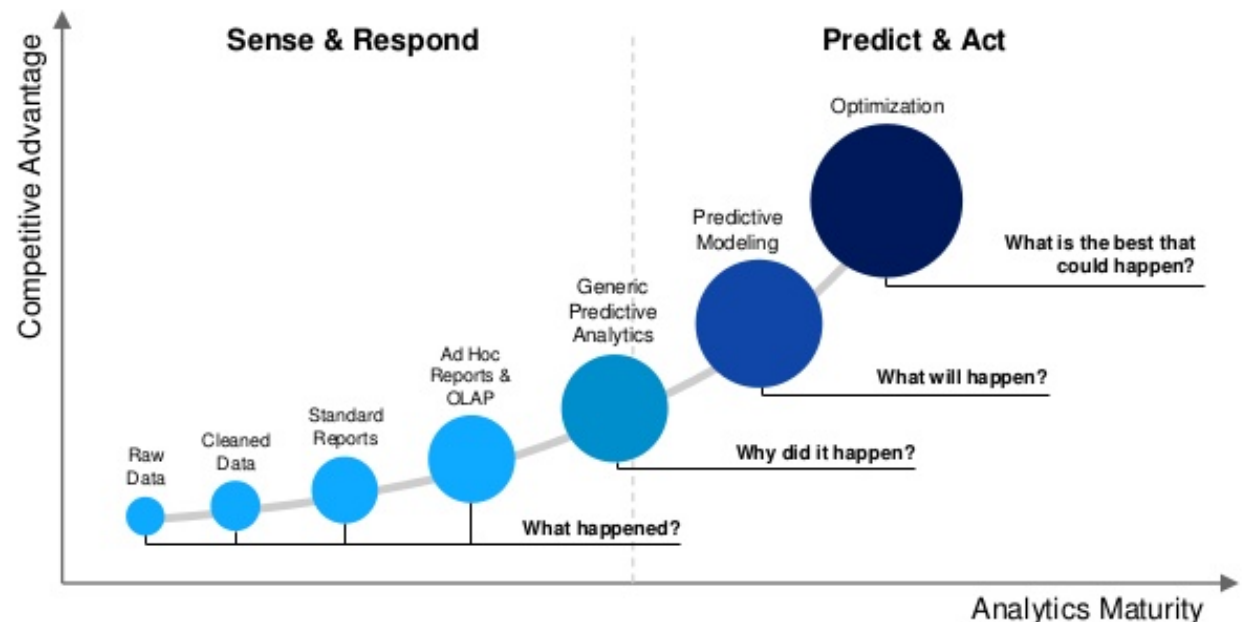 Sense & Respond
Predict & Act
Competitive Advantage
Optimization
Predictive
Modeling
What is the best that
could happen?
Generic
Predictive
Analytics
What will happen?
Ad Hoc
Reports &
OLAP
Standard
Reports
Cleaned
Data
Raw
Data
Why did it happen?
What happened?
Analytics Maturity